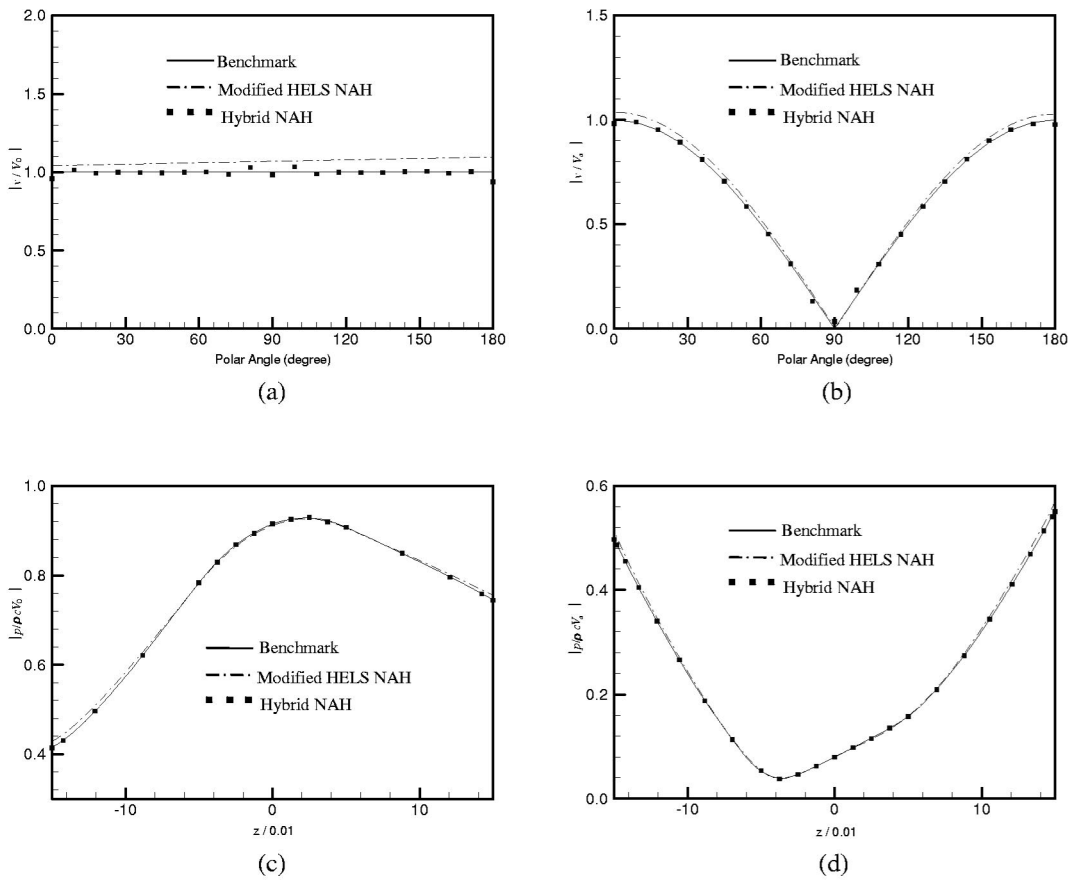 2.0
1.5
1.0
0.5
0.0
|v / V₀ |
Benchmark
Modified HELS NAH
Hybrid NAH
0 30 60 90 120 150 180
Polar Angle (degree)
(a)
1.5
1.0
0.5
0.0
|v / Vₐ |
Benchmark
Modified HELS NAH
Hybrid NAH
0 30 60 90 120 150 180
Polar Angle (degree)
(b)
1.0
0.8
0.6
0.4
|p/ρ cV₀ |
Benchmark
Modified HELS NAH
Hybrid NAH
-10 0 10
z / 0.01
(c)
0.6
0.4
0.2
0.0
|p/ρ cVₐ |
Benchmark
Modified HELS NAH
Hybrid NAH
-10 0 10
z / 0.01
(d)